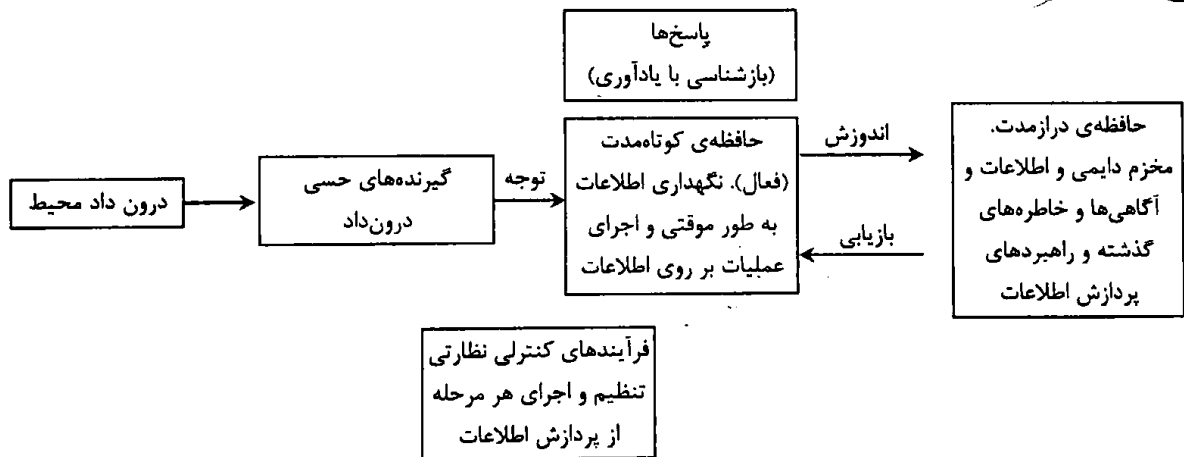 پاسخ‌ها
(بازشناسی با یادآوری)
درون داد محیط
گیرنده‌های حسی
درون‌داد
توجه
حافظه‌ی کوتاه‌مدت
(فعال). نگهداری اطلاعات
به طور موقتی و اجرای
عملیات بر روی اطلاعات
اندوزش
بازیابی
حافظه‌ی درازمدت.
مخزم دایمی و اطلاعات و
آگاهی‌ها و خاطره‌های
گذشته و راهبردهای
پردازش اطلاعات
فرآیندهای کنترلی نظارتی
تنظیم و اجرای هر مرحله
از پردازش اطلاعات